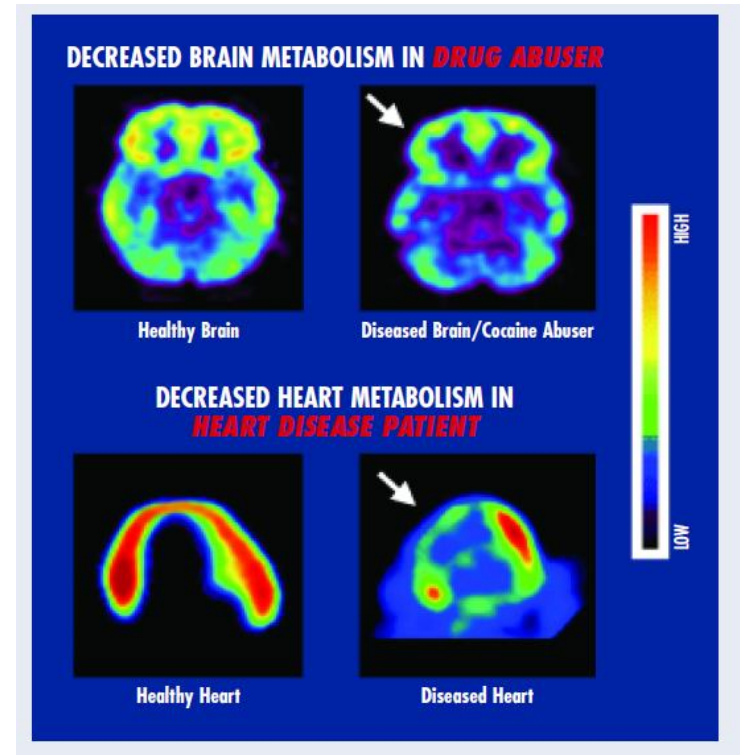 DECREASED BRAIN METABOLISM IN DRUG ABUSER
Healthy Brain
Diseased Brain/Cocaine Abuser
HIGH
LOW
DECREASED HEART METABOLISM IN
HEART DISEASE PATIENT
Healthy Heart
Diseased Heart